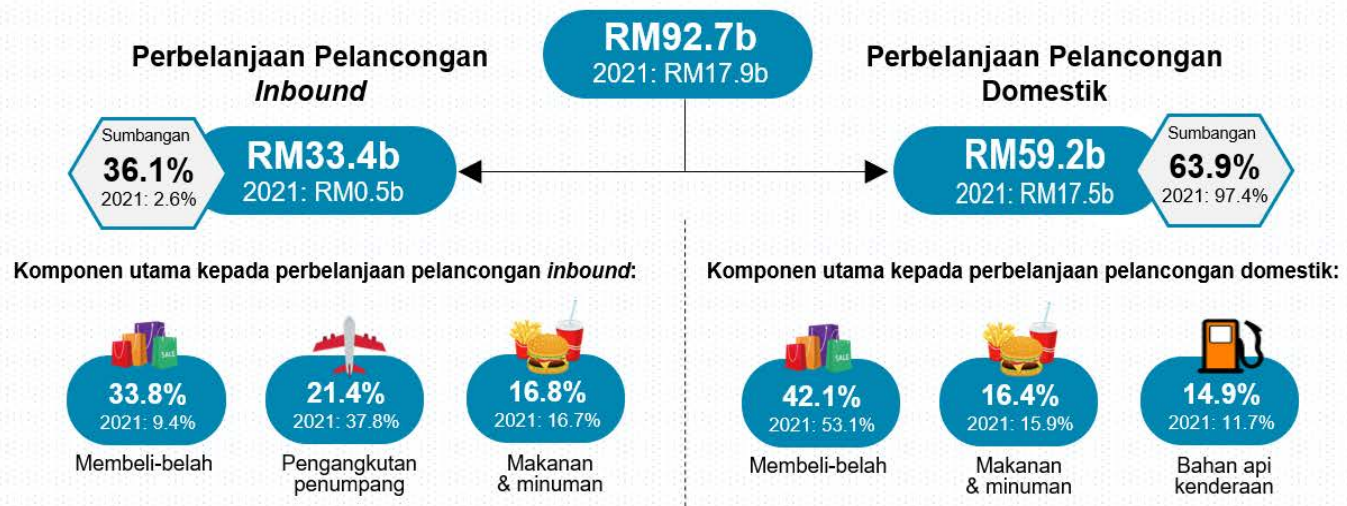 RM92.7b
2021: RM17.9b
Perbelanjaan Pelancongan
Inbound
Sumbangan
36.1%
2021: 2.6%
RM33.4b
2021: RM0.5b
Perbelanjaan Pelancongan
Domestik
RM59.2b
2021: RM17.5b
Sumbangan
63.9%
2021: 97.4%
Komponen utama kepada perbelanjaan pelancongan inbound:
SALE
33.8%
2021: 9.4%
Membeli-belah
21.4%
2021: 37.8%
Pengangkutan
penumpang
16.8%
2021: 16.7%
Makanan
& minuman
Komponen utama kepada perbelanjaan pelancongan domestik:
SALE
42.1%
2021: 53.1%
Membeli-belah
16.4%
2021: 15.9%
Makanan
& minuman
14.9%
2021: 11.7%
Bahan api
kenderaan